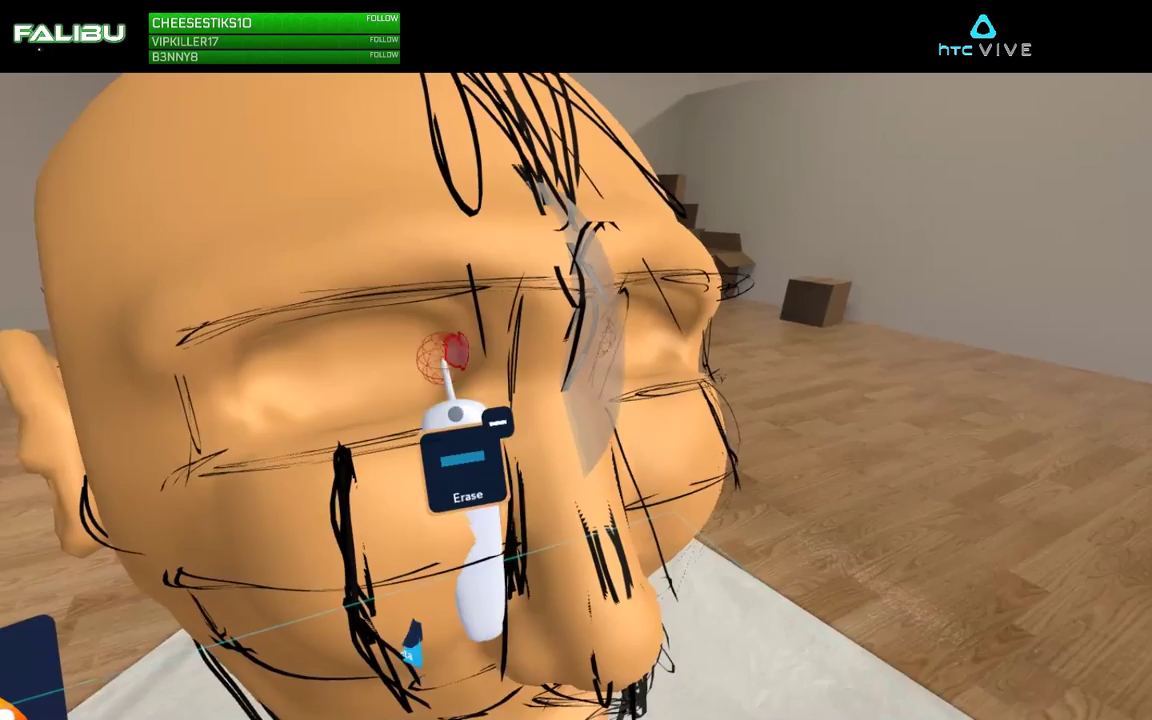 FALIBU
CHEESESTIKS10 FOLLOW
VIPKILLER17 FOLLOW
B3NNY8 FOLLOW
htc VIVE
Erase